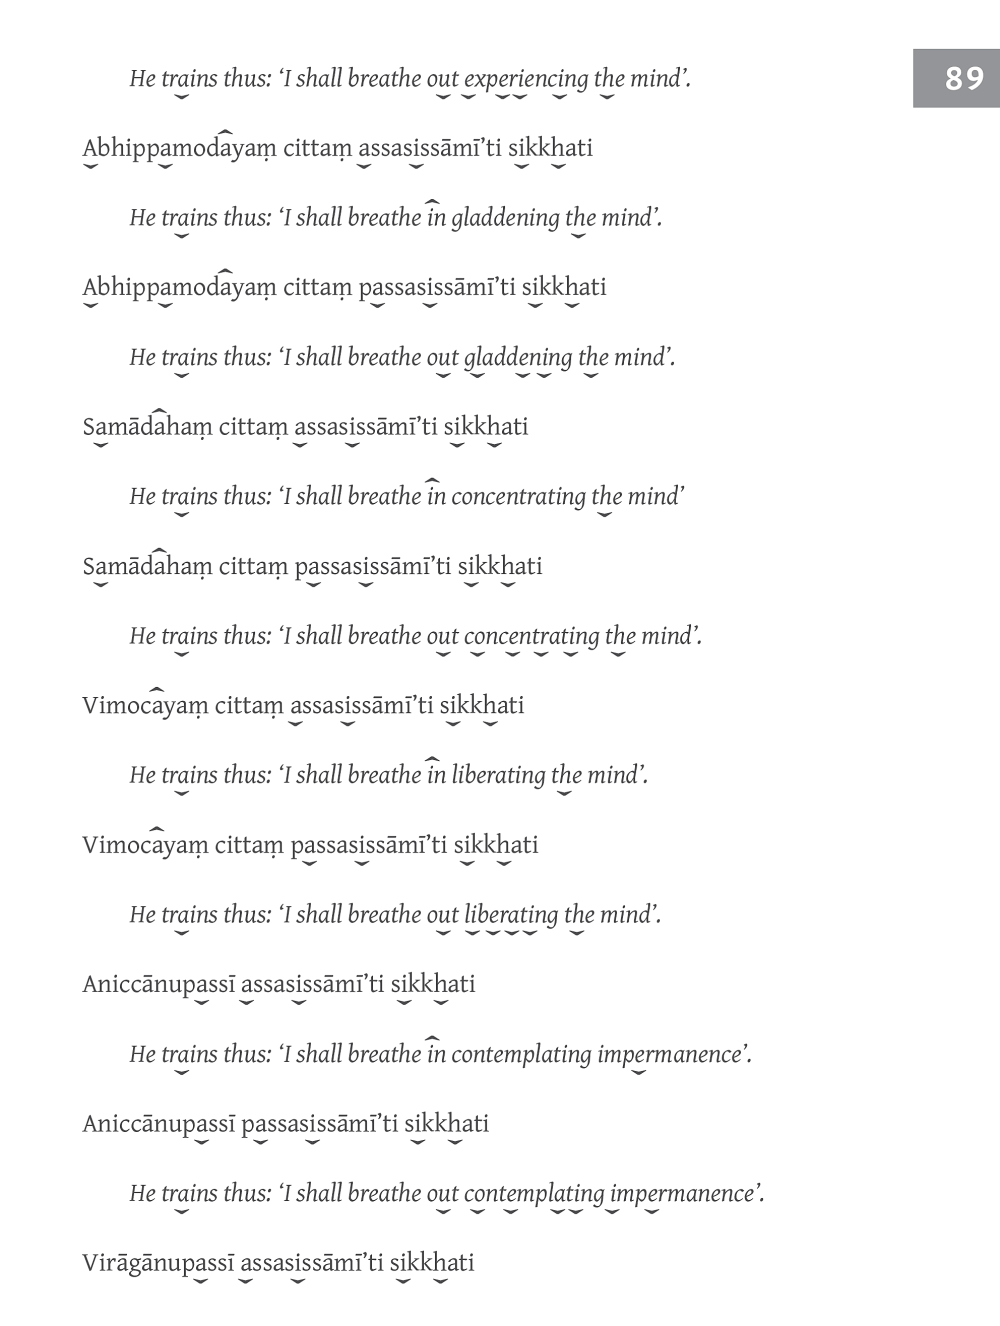 He trains thus: ‘I shall breathe out experiencing the mind’.
89
Abhippamodayaṃ cittaṃ assasissāmī’ti sikkhati
He trains thus: ‘I shall breathe in gladdening the mind’.
Abhippamodayaṃ cittaṃ passasissāmī’ti sikkhati
He trains thus: ‘I shall breathe out gladdening the mind’.
Samādahaṃ cittaṃ assasissāmī’ti sikkhati
He trains thus: ‘I shall breathe in concentrating the mind’
Samādahaṃ cittaṃ passasissāmī’ti sikkhati
He trains thus: ‘I shall breathe out concentrating the mind’.
Vimocayaṃ cittaṃ assasissāmī’ti sikkhati
He trains thus: ‘I shall breathe in liberating the mind’.
Vimocayaṃ cittaṃ passasissāmī’ti sikkhati
He trains thus: ‘I shall breathe out liberating the mind’.
Aniccānupassī assasissāmī’ti sikkhati
He trains thus: ‘I shall breathe in contemplating impermanence’.
Aniccānupassī passasissāmī’ti sikkhati
He trains thus: ‘I shall breathe out contemplating impermanence’.
Virāgānupassī assasissāmī’ti sikkhati